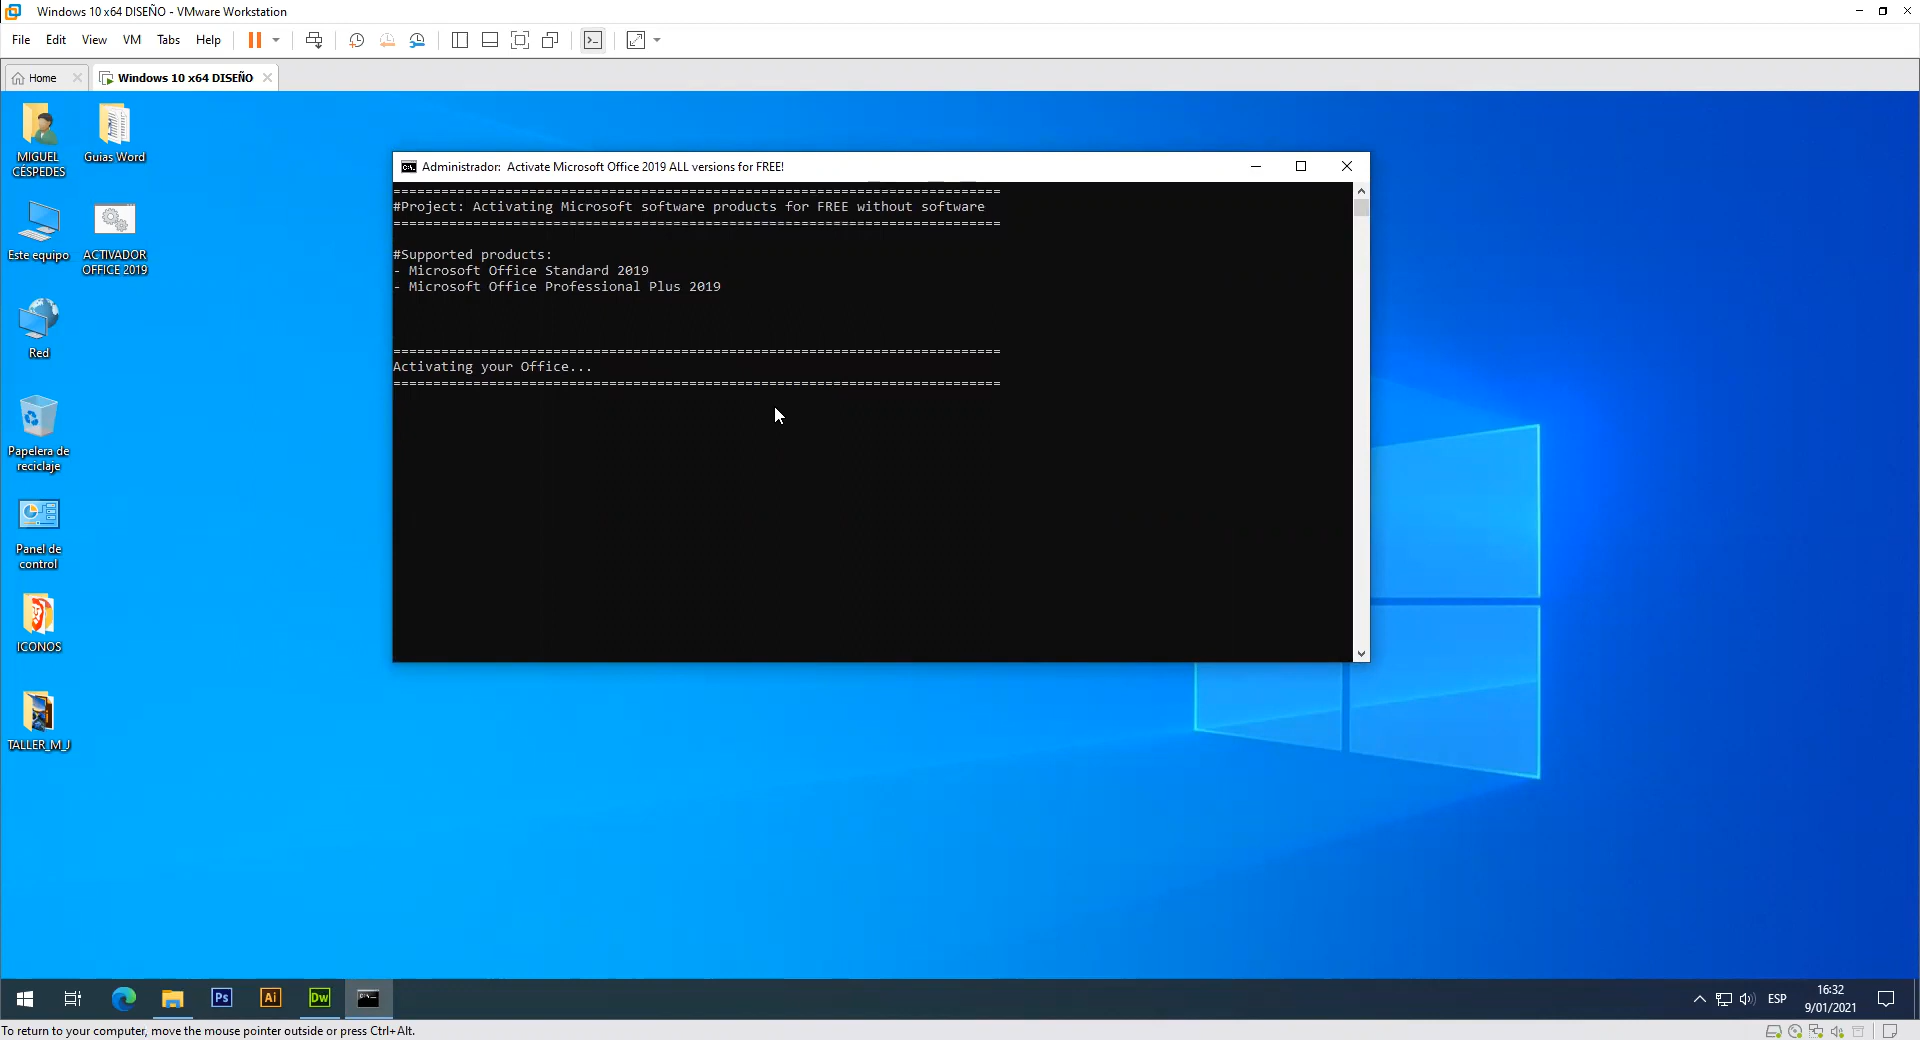 Windows 10 x64 DISEÑO - VMware Workstation
File Edit View VM Tabs Help
Home Windows 10 x64 DISEÑO
MIGUEL CÉSPEDES
Guias Word
Este equipo
ACTIVADOR OFFICE 2019
Red
Papelera de reciclaje
Panel de control
ICONOS
TALLER_M_J
Administrador: Activate Microsoft Office 2019 ALL versions for FREE!
============================================================================
#Project: Activating Microsoft software products for FREE without software
============================================================================
#Supported products:
- Microsoft Office Standard 2019
- Microsoft Office Professional Plus 2019
============================================================================
Activating your Office...
============================================================================
Ps Ai Dw
ESP
16:32
9/01/2021
To return to your computer, move the mouse pointer outside or press Ctrl+Alt.